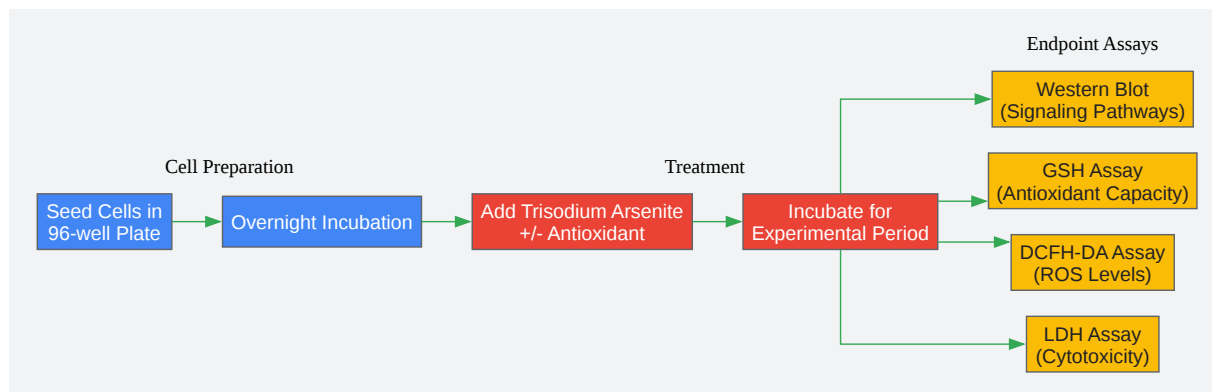 Endpoint Assays
Western Blot
(Signaling Pathways)
Cell Preparation
Treatment
GSH Assay
(Antioxidant Capacity)
Seed Cells in
96-well Plate
Overnight Incubation
Add Trisodium Arsenite
+/- Antioxidant
Incubate for
Experimental Period
DCFH-DA Assay
(ROS Levels)
LDH Assay
(Cytotoxicity)